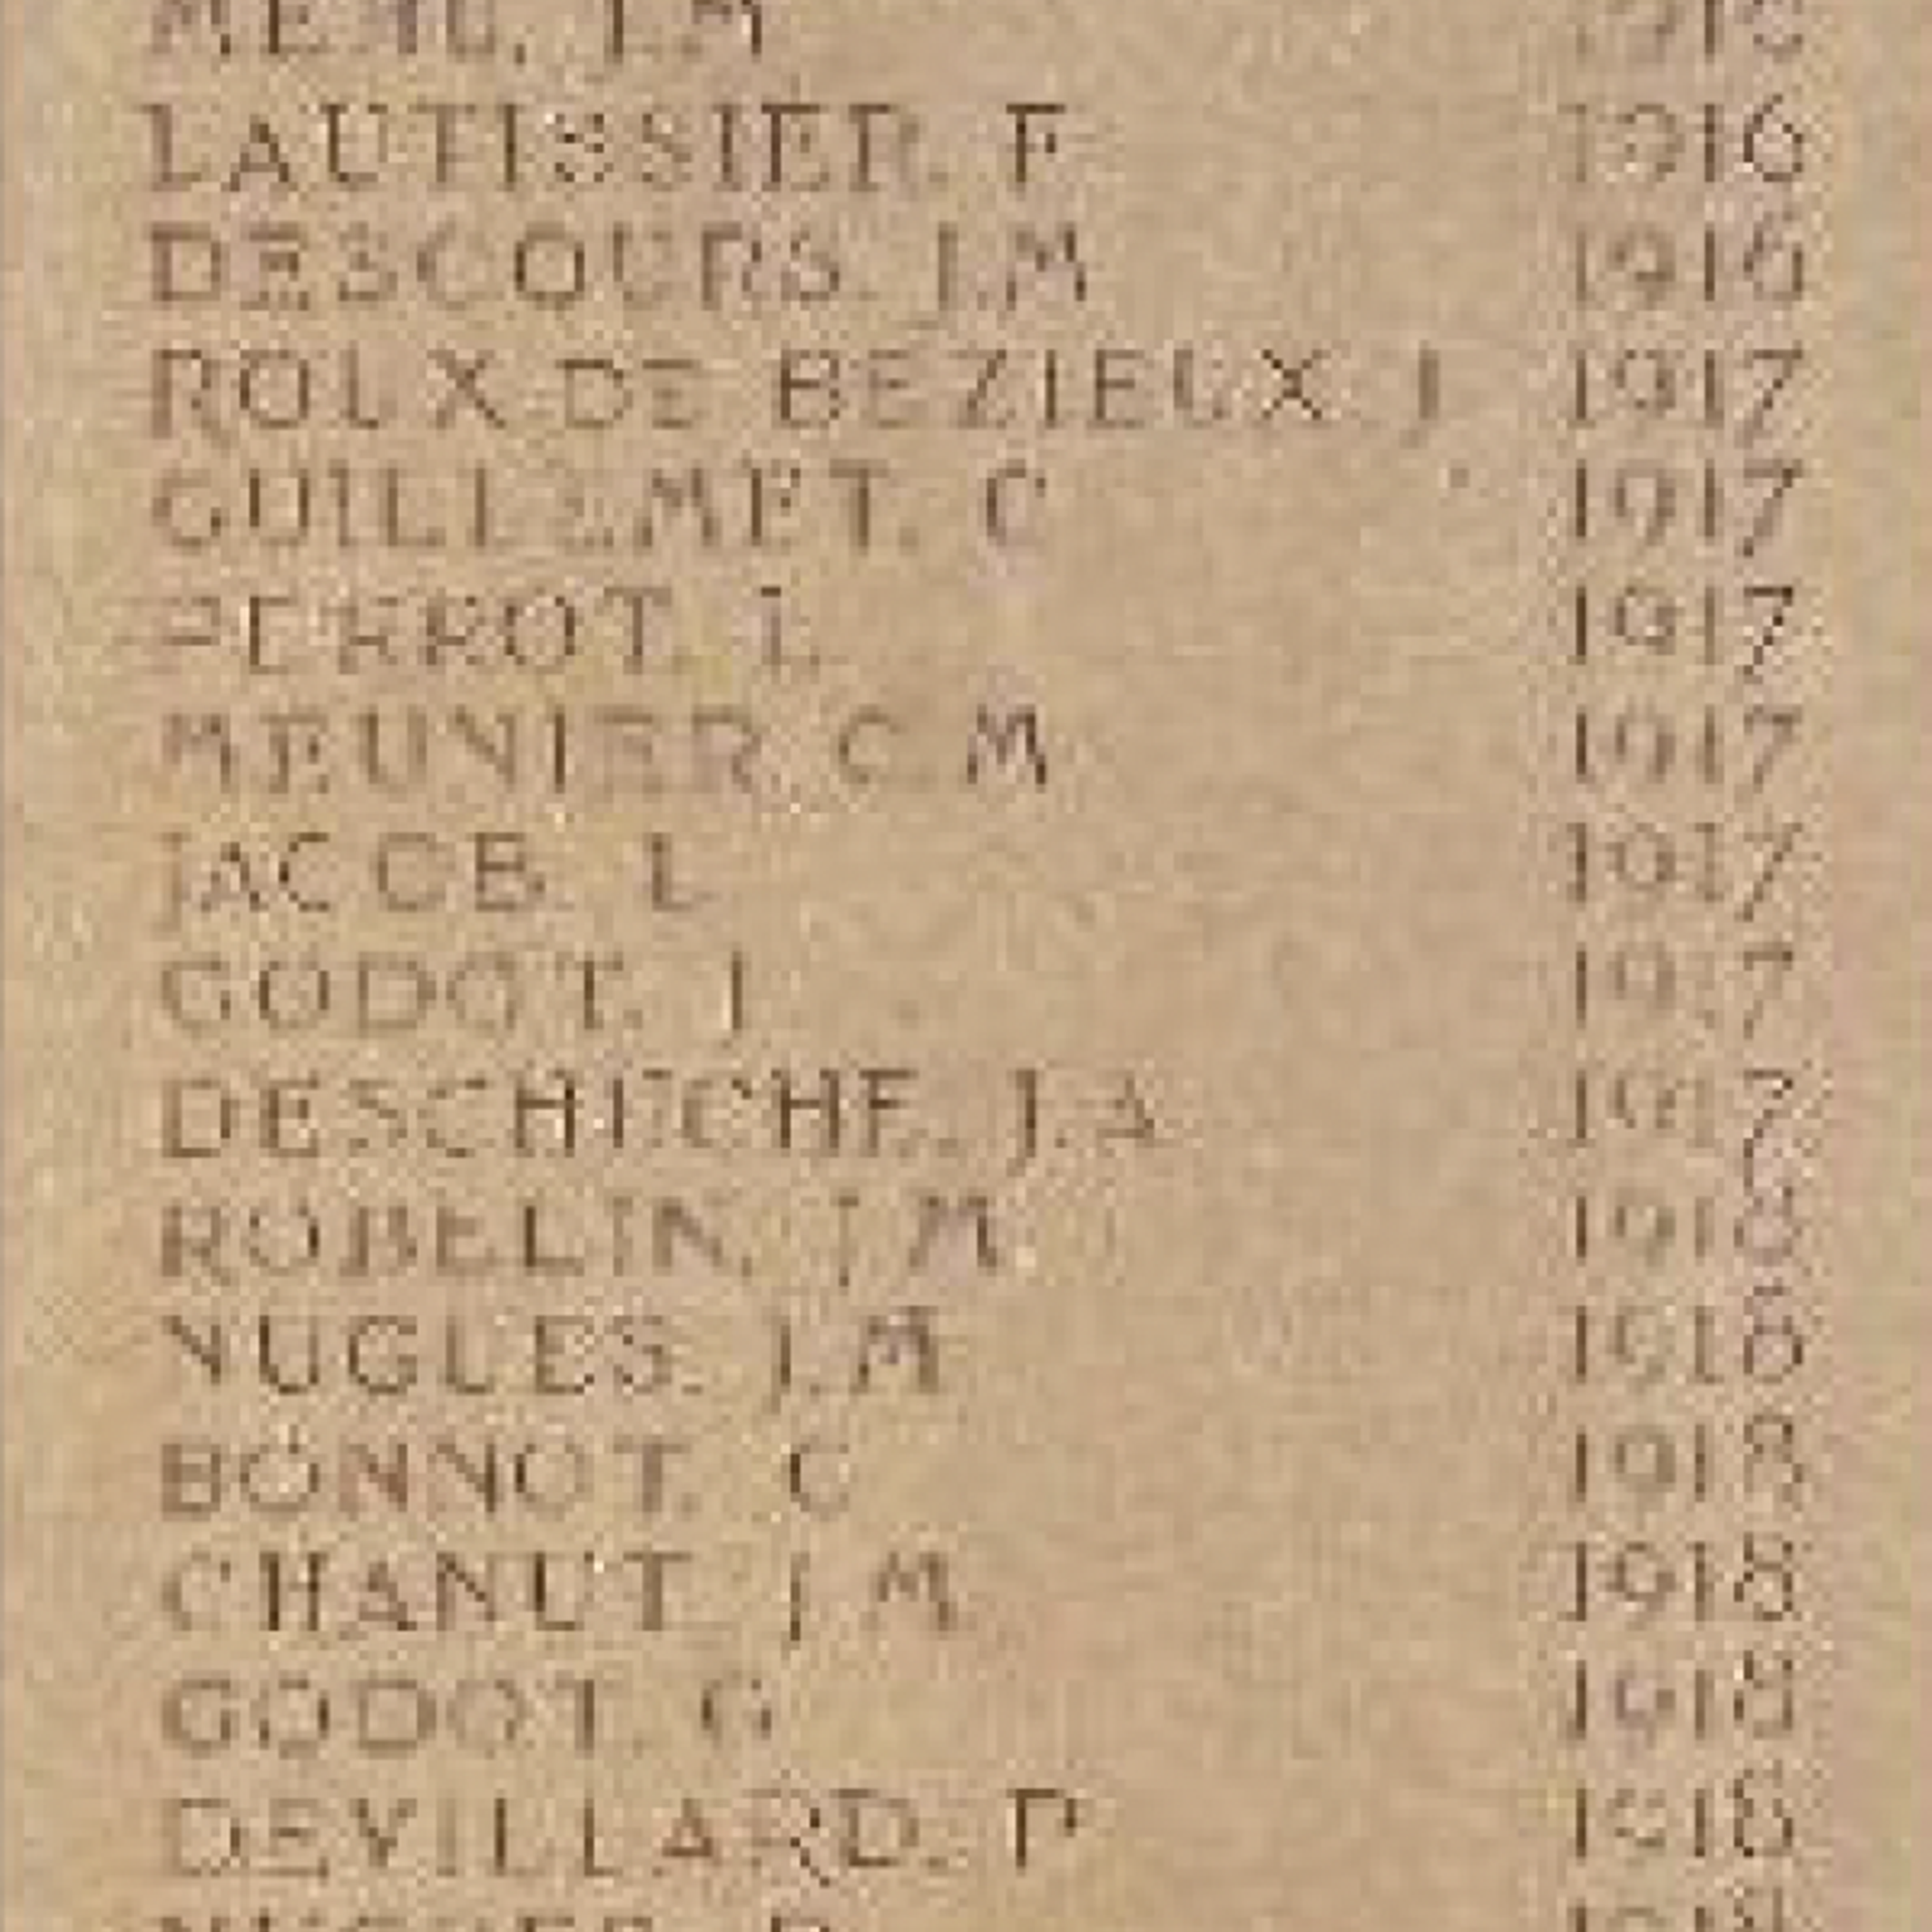 LAUTISSIER. F 1916
DESCOURS. J.M 1916
ROUX DE BEZIEUX. J 1917
GUILLEMET. C 1917
PERROT. L 1917
MEUNIER C. M 1917
JACOB. L 1917
GODOT. J 1917
DESCHECHE. J.A 1917
ROBELIN. J M 1918
NUGUES. J.M 1918
BONNOT. C 1918
CHANUT J M 1918
GODOT. G 1918
DEVILLARD. P 1918